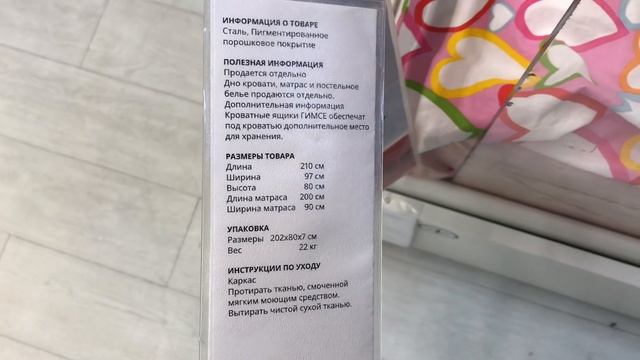 ИНФОРМАЦИЯ О ТОВАРЕ
Сталь, Пигментированное
порошковое покрытие
ПОЛЕЗНАЯ ИНФОРМАЦИЯ
Продается отдельно
Дно кровати, матрас и постельное
белье продаются отдельно.
Дополнительная информация
Кроватные ящики ГИМСЕ обеспечат
под кроватью дополнительное место
для хранения.
РАЗМЕРЫ ТОВАРА
Длина 210 см
Ширина 97 см
Высота 80 см
Длина матраса 200 см
Ширина матраса 90 см
УПАКОВКА
Размеры 202x80x7 см
Вес 22 кг
ИНСТРУКЦИИ ПО УХОДУ
Каркас
Протирать тканью, смоченной
мягким моющим средством.
Вытирать чистой сухой тканью.